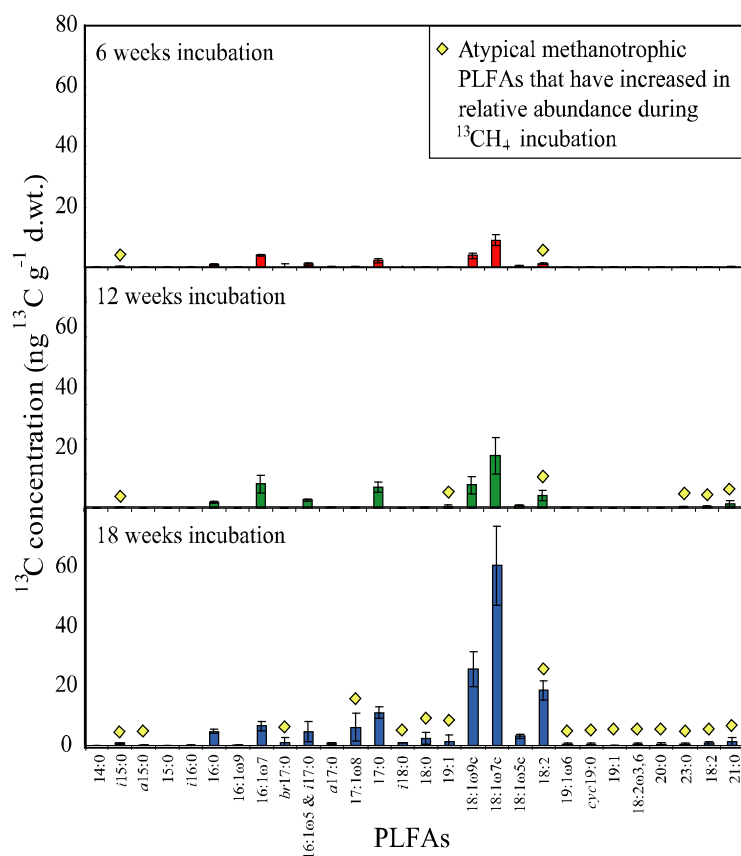 80
6 weeks incubation
Atypical methanotrophic
PLFAs that have increased in
relative abundance during
¹³CH₄ incubation
60
40
20
12 weeks incubation
60
40
20
18 weeks incubation
60
40
20
0
¹³C concentration (ng ¹³C g⁻¹ d.wt.)
14:0
i15:0
a15:0
15:0
i16:0
16:0
16:1ω9
16:1ω7
br17:0
16:1ω5 & i17:0
a17:0
17:1ω8
17:0
i18:0
18:0
19:1
18:1ω9c
18:1ω7c
18:1ω5c
18:2
19:1ω6
cyc19:0
19:1
18:2ω3,6
20:0
23:0
18:2
21:0
PLFAs